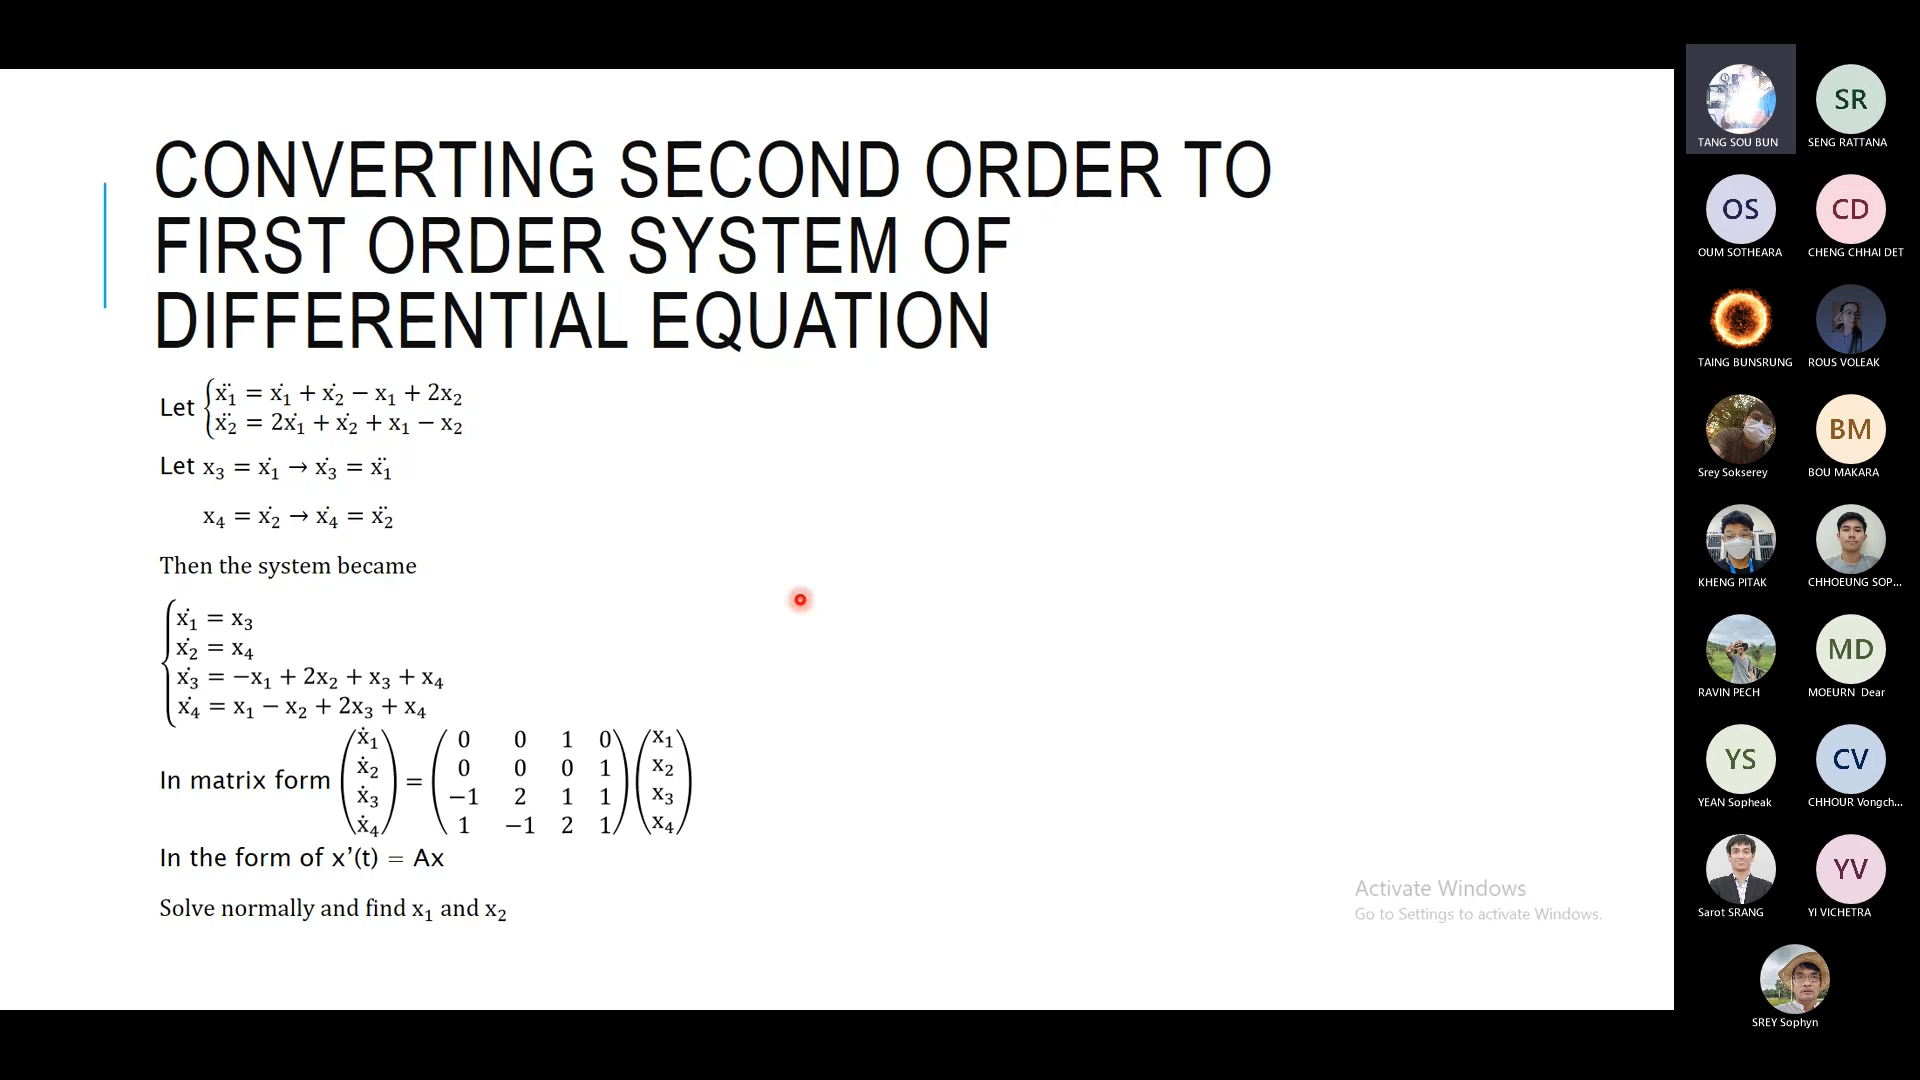 CONVERTING SECOND ORDER TO
FIRST ORDER SYSTEM OF
DIFFERENTIAL EQUATION
Let {ẍ₁ = ẋ₁ + ẋ₂ − x₁ + 2x₂
ẍ₂ = 2ẋ₁ + ẋ₂ + x₁ − x₂
Let x₃ = ẋ₁ → ẋ₃ = ẍ₁
x₄ = ẋ₂ → ẋ₄ = ẍ₂
Then the system became
{ẋ₁ = x₃
ẋ₂ = x₄
ẋ₃ = −x₁ + 2x₂ + x₃ + x₄
ẋ₄ = x₁ − x₂ + 2x₃ + x₄
In matrix form (ẋ₁ ẋ₂ ẋ₃ ẋ₄) = (0 0 1 0
0 0 0 1
−1 2 1 1
1 −1 2 1) (x₁ x₂ x₃ x₄)
In the form of x’(t) = Ax
Solve normally and find x₁ and x₂
Activate Windows
Go to Settings to activate Windows.
TANG SOU BUN
SR
SENG RATTANA
OS
OUM SOTHEARA
CD
CHENG CHHAI DET
TAING BUNSRUNG
ROUS VOLEAK
Srey Sokserey
BM
BOU MAKARA
KHENG PITAK
CHHOEUNG SOP...
RAVIN PECH
MD
MOEURN Dear
YS
YEAN Sopheak
CV
CHHOUR Vongch...
Sarot SRANG
YV
YI VICHETRA
SREY Sophyn